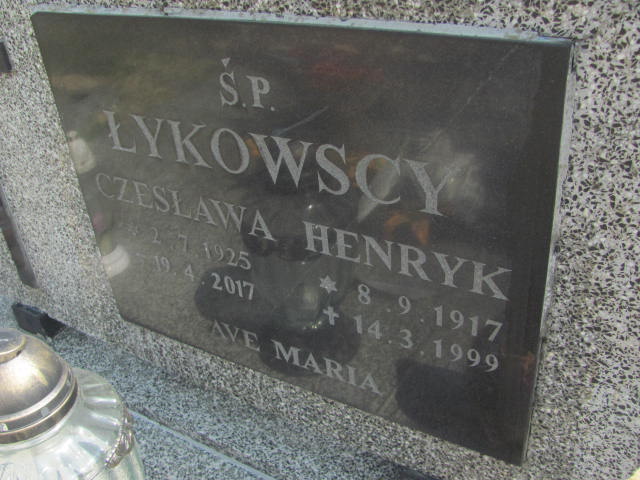 Ś.P.
ŁYKOWSCY
CZESŁAWA HENRYK
* 2.7.1925 * 8.9.1917
19.4.2017 ✝ 14.3.1999
AVE MARIA